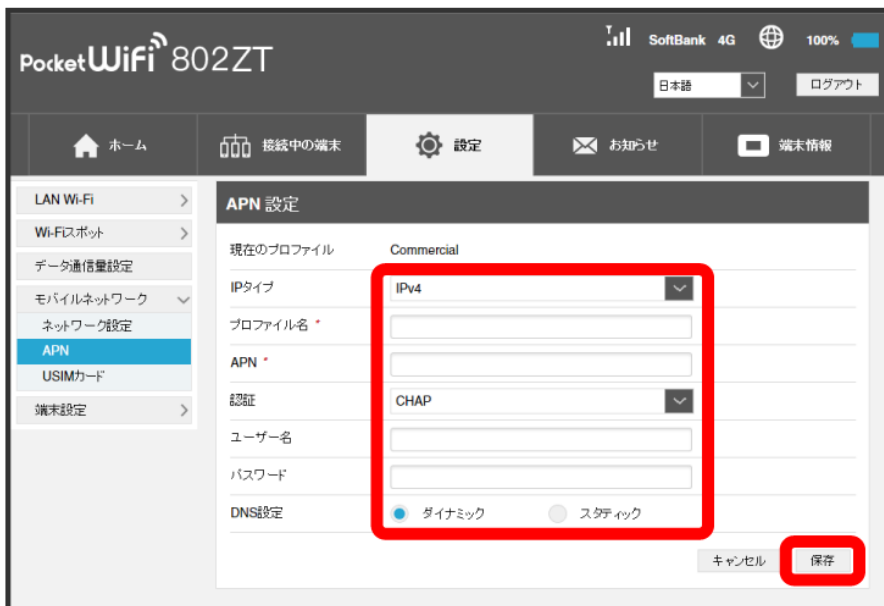 SoftBank 4G 100%
PocketWiFi 802ZT
日本語 ログアウト
ホーム 接続中の端末 設定 お知らせ 端末情報
LAN Wi-Fi
Wi-Fiスポット
データ通信量設定
モバイルネットワーク
ネットワーク設定
APN
USIMカード
端末設定
APN 設定
現在のプロファイル Commercial
IPタイプ IPv4
プロファイル名 *
APN *
認証 CHAP
ユーザー名
パスワード
DNS設定 ダイナミック スタティック
キャンセル 保存